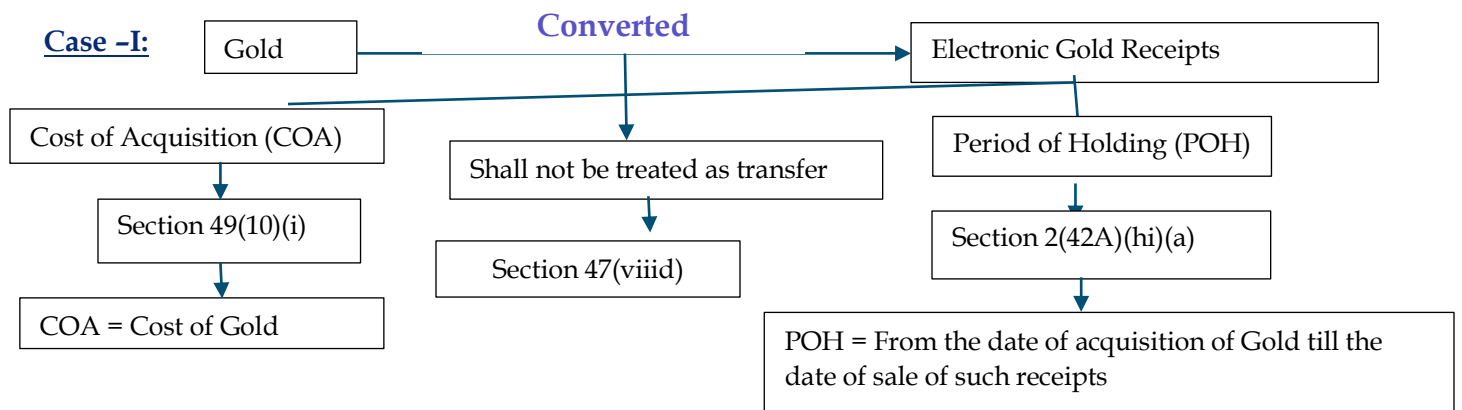 Case –I:
Gold
Converted
Electronic Gold Receipts
Cost of Acquisition (COA)
Shall not be treated as transfer
Period of Holding (POH)
Section 49(10)(i)
Section 47(viiid)
Section 2(42A)(hi)(a)
COA = Cost of Gold
POH = From the date of acquisition of Gold till the
date of sale of such receipts